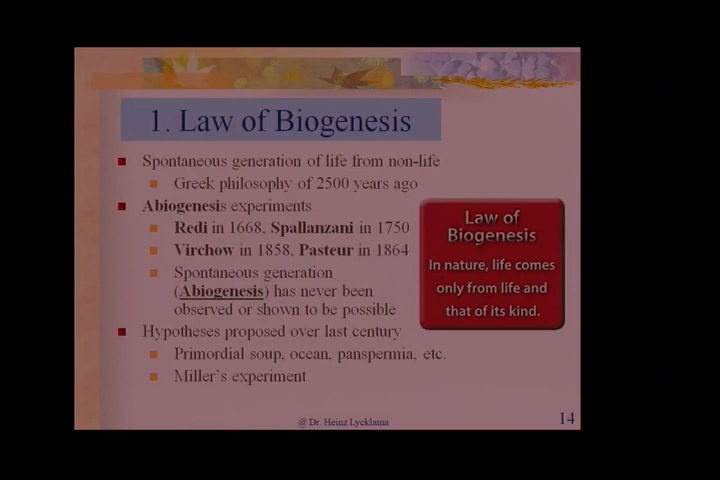 1. Law of Biogenesis
Spontaneous generation of life from non-life
Greek philosophy of 2500 years ago
Abiogenesis experiments
Redi in 1668, Spallanzani in 1750
Virchow in 1858, Pasteur in 1864
Spontaneous generation
(Abiogenesis) has never been
observed or shown to be possible
Hypotheses proposed over last century
Primordial soup, ocean, panspermia, etc.
Miller's experiment
Law of
Biogenesis
In nature, life comes
only from life and
that of its kind.
@ Dr. Heinz Lycklama
14